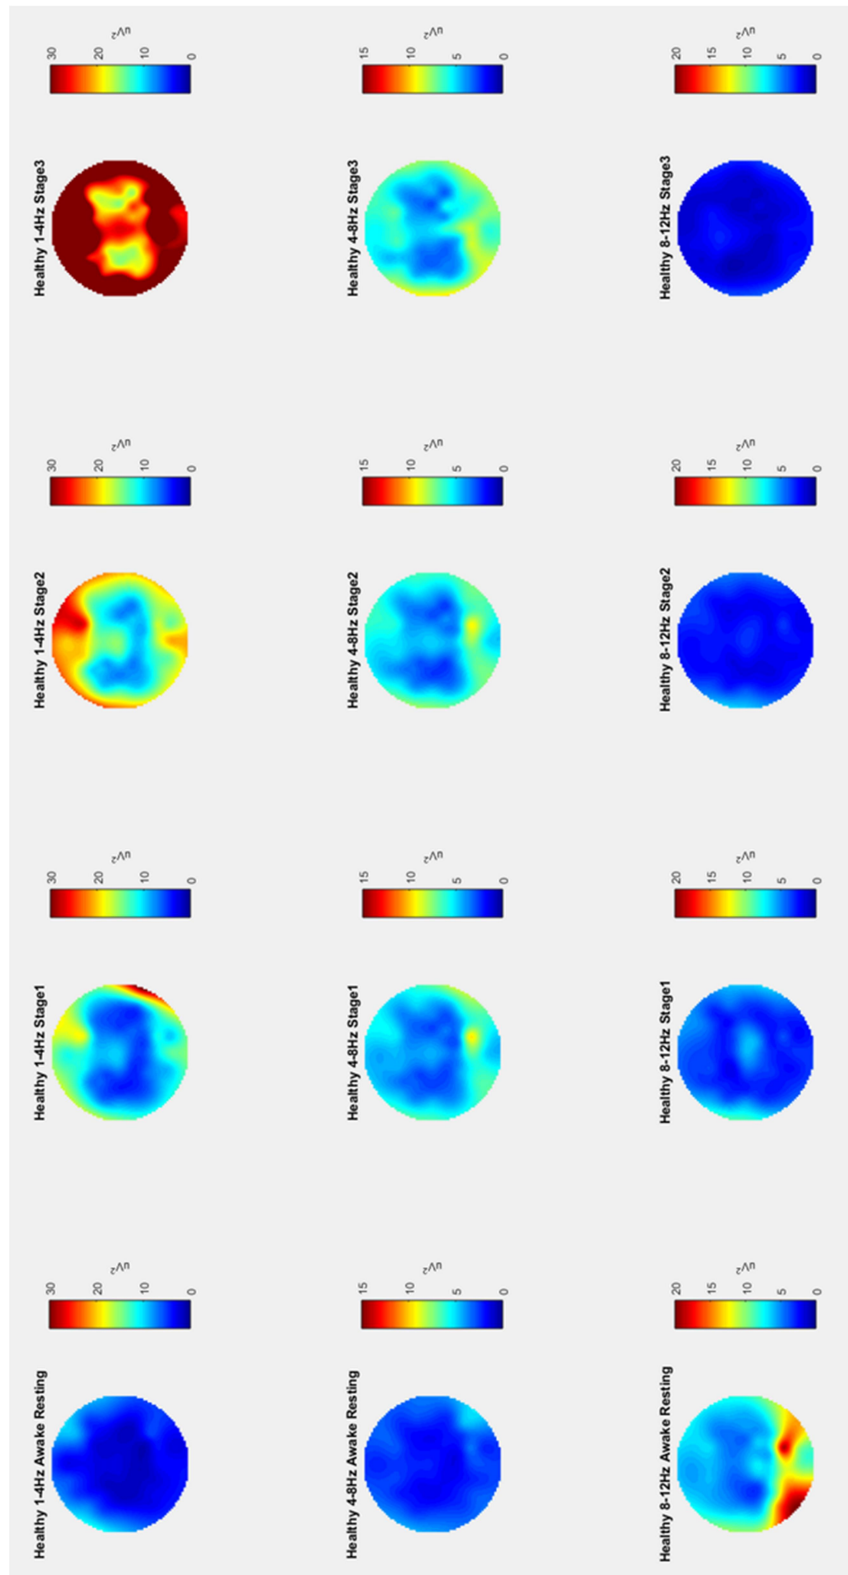 Healthy 1-4Hz Awake Resting
30
20
10
0
uV²
Healthy 1-4Hz Stage1
30
20
10
0
uV²
Healthy 1-4Hz Stage2
30
20
10
0
uV²
Healthy 1-4Hz Stage3
30
20
10
0
uV²
Healthy 4-8Hz Awake Resting
15
10
5
0
uV²
Healthy 4-8Hz Stage1
15
10
5
0
uV²
Healthy 4-8Hz Stage2
15
10
5
0
uV²
Healthy 4-8Hz Stage3
15
10
5
0
uV²
Healthy 8-12Hz Awake Resting
20
15
10
5
0
uV²
Healthy 8-12Hz Stage1
20
15
10
5
0
uV²
Healthy 8-12Hz Stage2
20
15
10
5
0
uV²
Healthy 8-12Hz Stage3
20
15
10
5
0
uV²